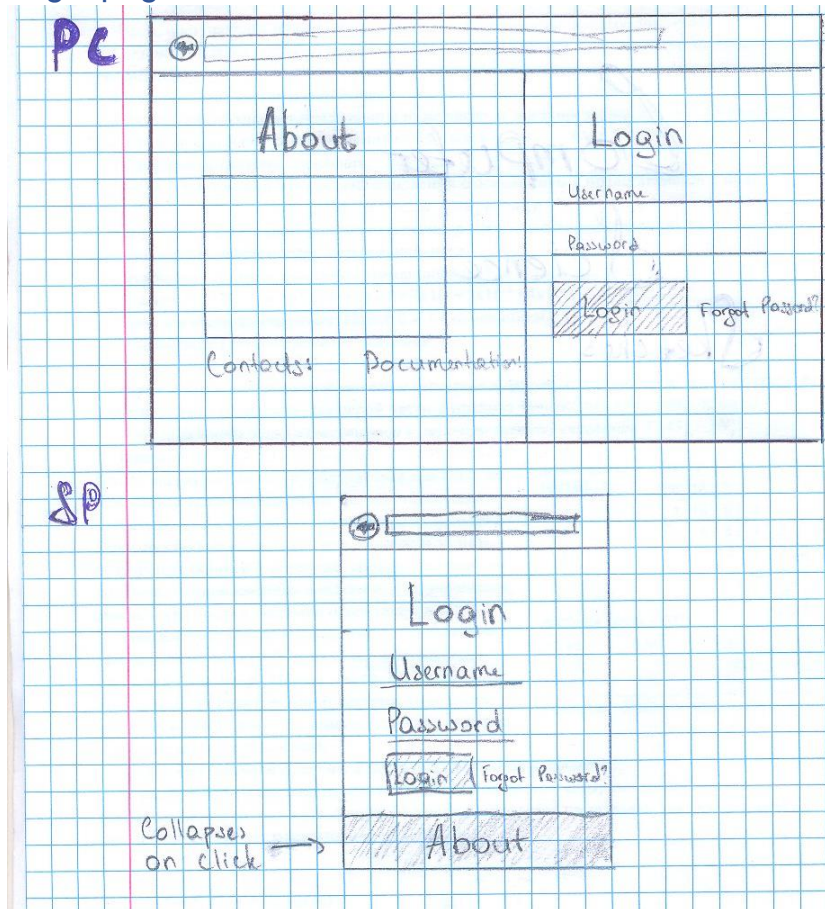 PC
About
Login
Username
Password
Login
Forgot Passord?
Contacts:
Documentation:
SP
Login
Username
Password
Login
Forgot Password?
Collapses
on click
About